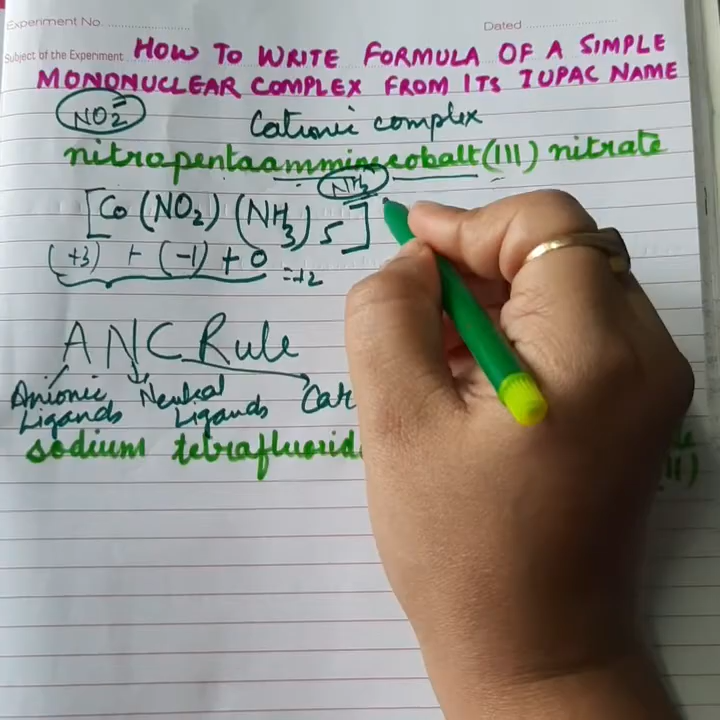 Experiment No.
Dated
Subject of the Experiment HOW TO WRITE FORMULA OF A SIMPLE
MONONUCLEAR COMPLEX FROM ITS IUPAC NAME
NO2⁻ Cationic complex
nitropentaamminecobalt(III) nitrate
NH3
[Co(NO2)(NH3)5]
(+3) + (-1) + 0 = +2
ANC Rule
Anionic Ligands
Neutral Ligands
Cat
sodium tetrafluorid
II)